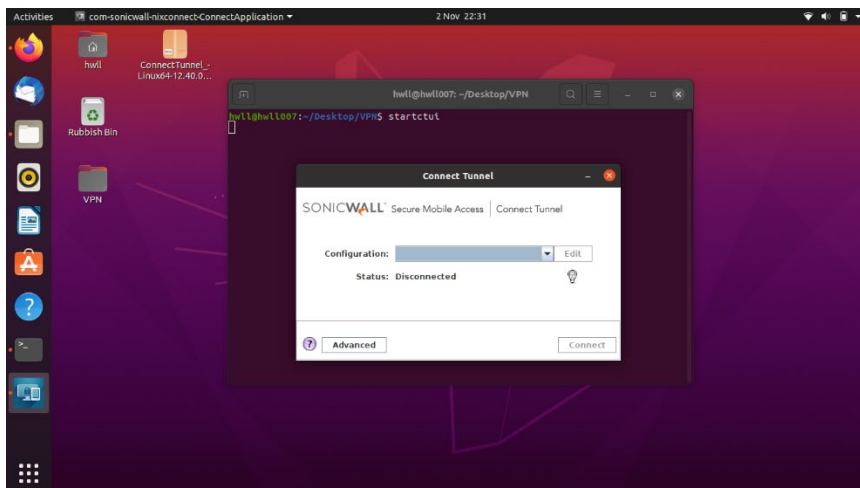 Activities com-sonicwall-nixconnect-ConnectApplication 2 Nov 22:31
hwll
ConnectTunnel_-
Linux64-12.40.0...
Rubbish Bin
VPN
hwll@hwll007: ~/Desktop/VPN
hwll@hwll007:~/Desktop/VPN$ startctui
Connect Tunnel
SONICWALL Secure Mobile Access | Connect Tunnel
Configuration: Edit
Status: Disconnected
? Advanced Connect